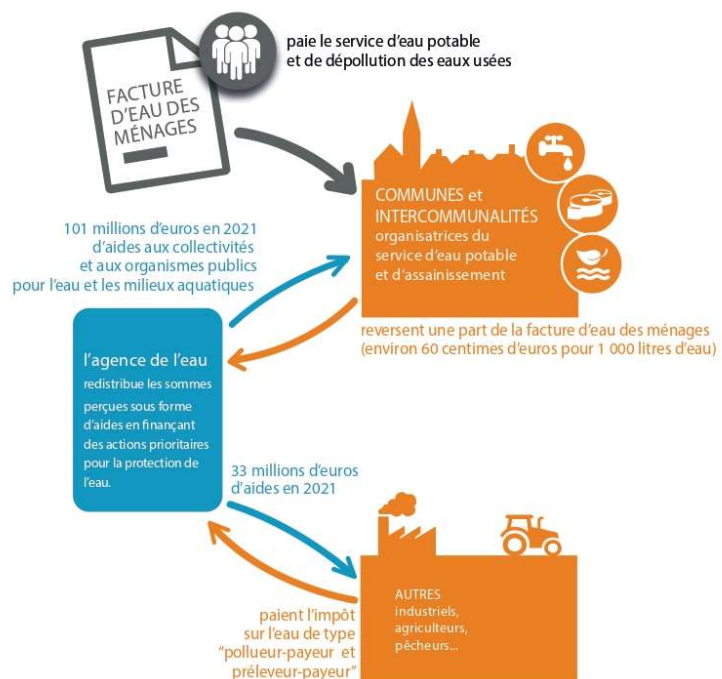 paie le service d'eau potable
et de dépollution des eaux usées
FACTURE
D'EAU DES
MÉNAGES
COMMUNES et
INTERCOMMUNALITÉS
organisatrices du
service d'eau potable
et d'assainissement
101 millions d'euros en 2021
d'aides aux collectivités
et aux organismes publics
pour l'eau et les milieux aquatiques
reversent une part de la facture d'eau des ménages
(environ 60 centimes d'euros pour 1 000 litres d'eau)
l'agence de l'eau
redistribue les sommes
perçues sous forme
d'aides en finançant
des actions prioritaires
pour la protection de
l'eau.
33 millions d'euros
d'aides en 2021
AUTRES
industriels,
agriculteurs,
pêcheurs...
paient l'impôt
sur l'eau de type
"pollueur-payeur et
préleveur-payeur"